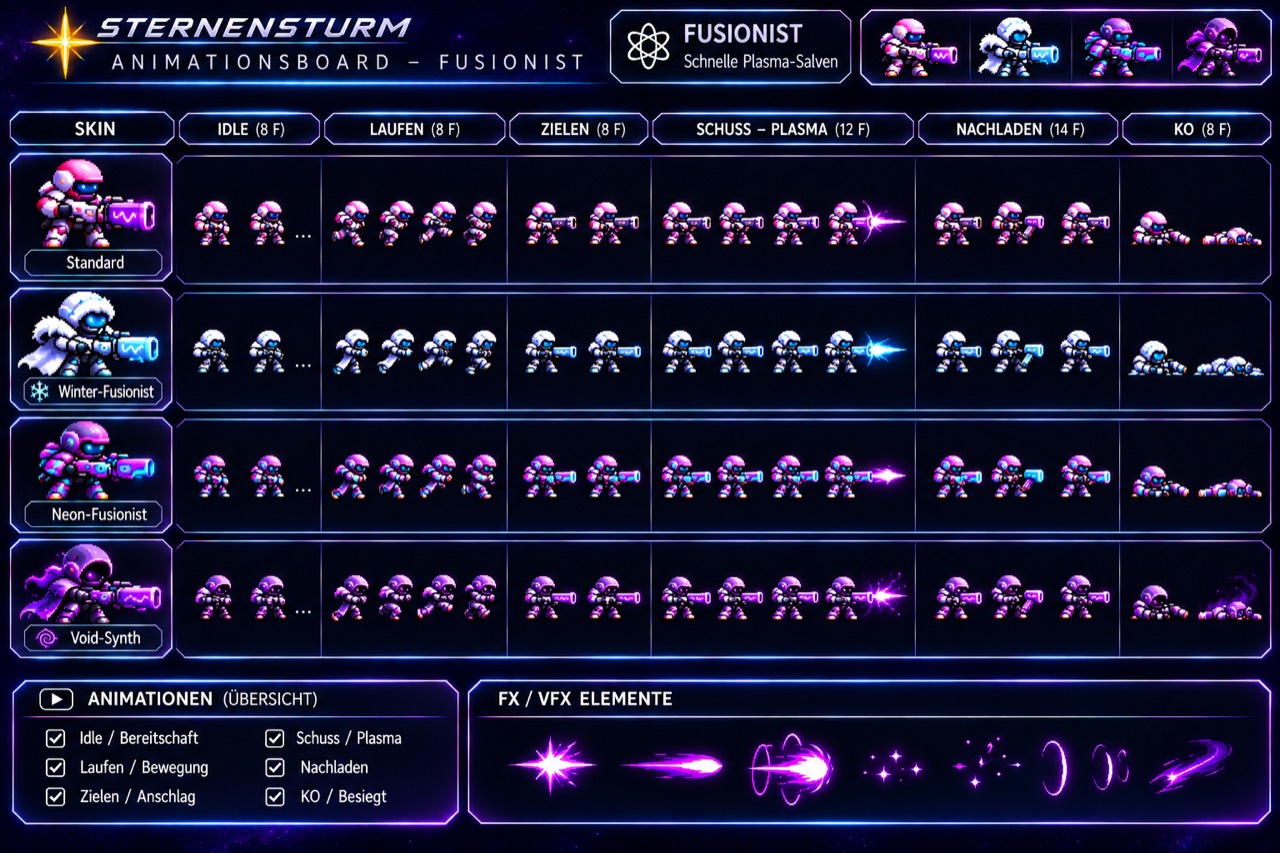 STERNENSTURM
ANIMATIONSBOARD – FUSIONIST
FUSIONIST
Schnelle Plasma-Salven
SKIN
IDLE (8 F)
LAUFEN (8 F)
ZIELEN (8 F)
SCHUSS – PLASMA (12 F)
NACHLADEN (14 F)
KO (8 F)
Standard
...
Winter-Fusionist
...
Neon-Fusionist
...
Void-Synth
...
ANIMATIONEN (ÜBERSICHT)
Idle / Bereitschaft
Laufen / Bewegung
Zielen / Anschlag
Schuss / Plasma
Nachladen
KO / Besiegt
FX / VFX ELEMENTE